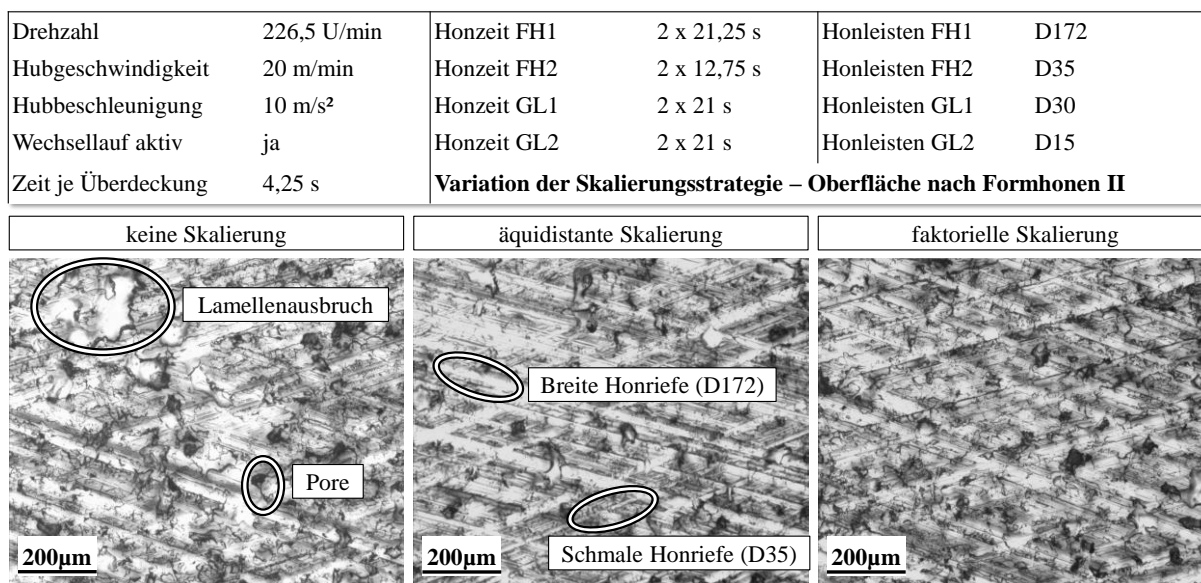 Drehzahl 226,5 U/min Honzeit FH1 2 x 21,25 s Honleisten FH1 D172
Hubgeschwindigkeit 20 m/min Honzeit FH2 2 x 12,75 s Honleisten FH2 D35
Hubbeschleunigung 10 m/s² Honzeit GL1 2 x 21 s Honleisten GL1 D30
Wechsellauf aktiv ja Honzeit GL2 2 x 21 s Honleisten GL2 D15
Zeit je Überdeckung 4,25 s Variation der Skalierungsstrategie – Oberfläche nach Formhonen II
keine Skalierung äquidistante Skalierung faktorielle Skalierung
Lamellenausbruch
Breite Honriefe (D172)
Pore
Schmale Honriefe (D35)
200µm 200µm 200µm